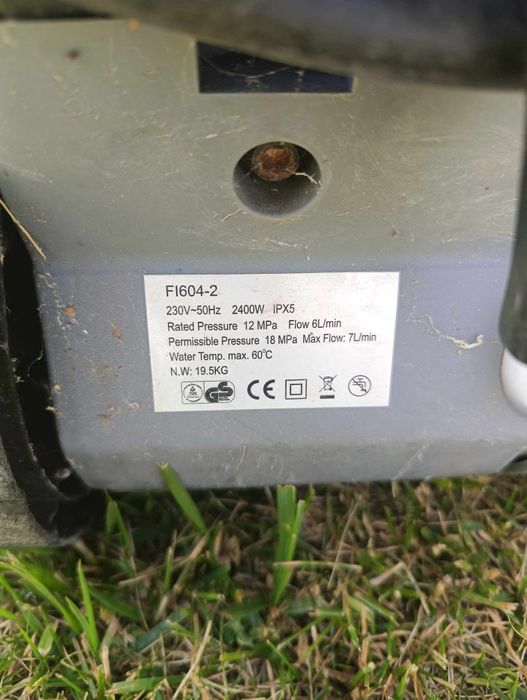 FI604-2
230V~50Hz 2400W IPX5
Rated Pressure 12 MPa Flow 6L/min
Permissible Pressure 18 MPa Max Flow: 7L/min
Water Temp. max. 60°C
N.W: 19.5KG
GS CE